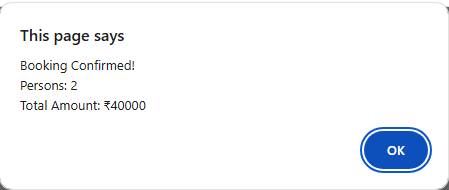 This page says
Booking Confirmed!
Persons: 2
Total Amount: ₹40000
OK